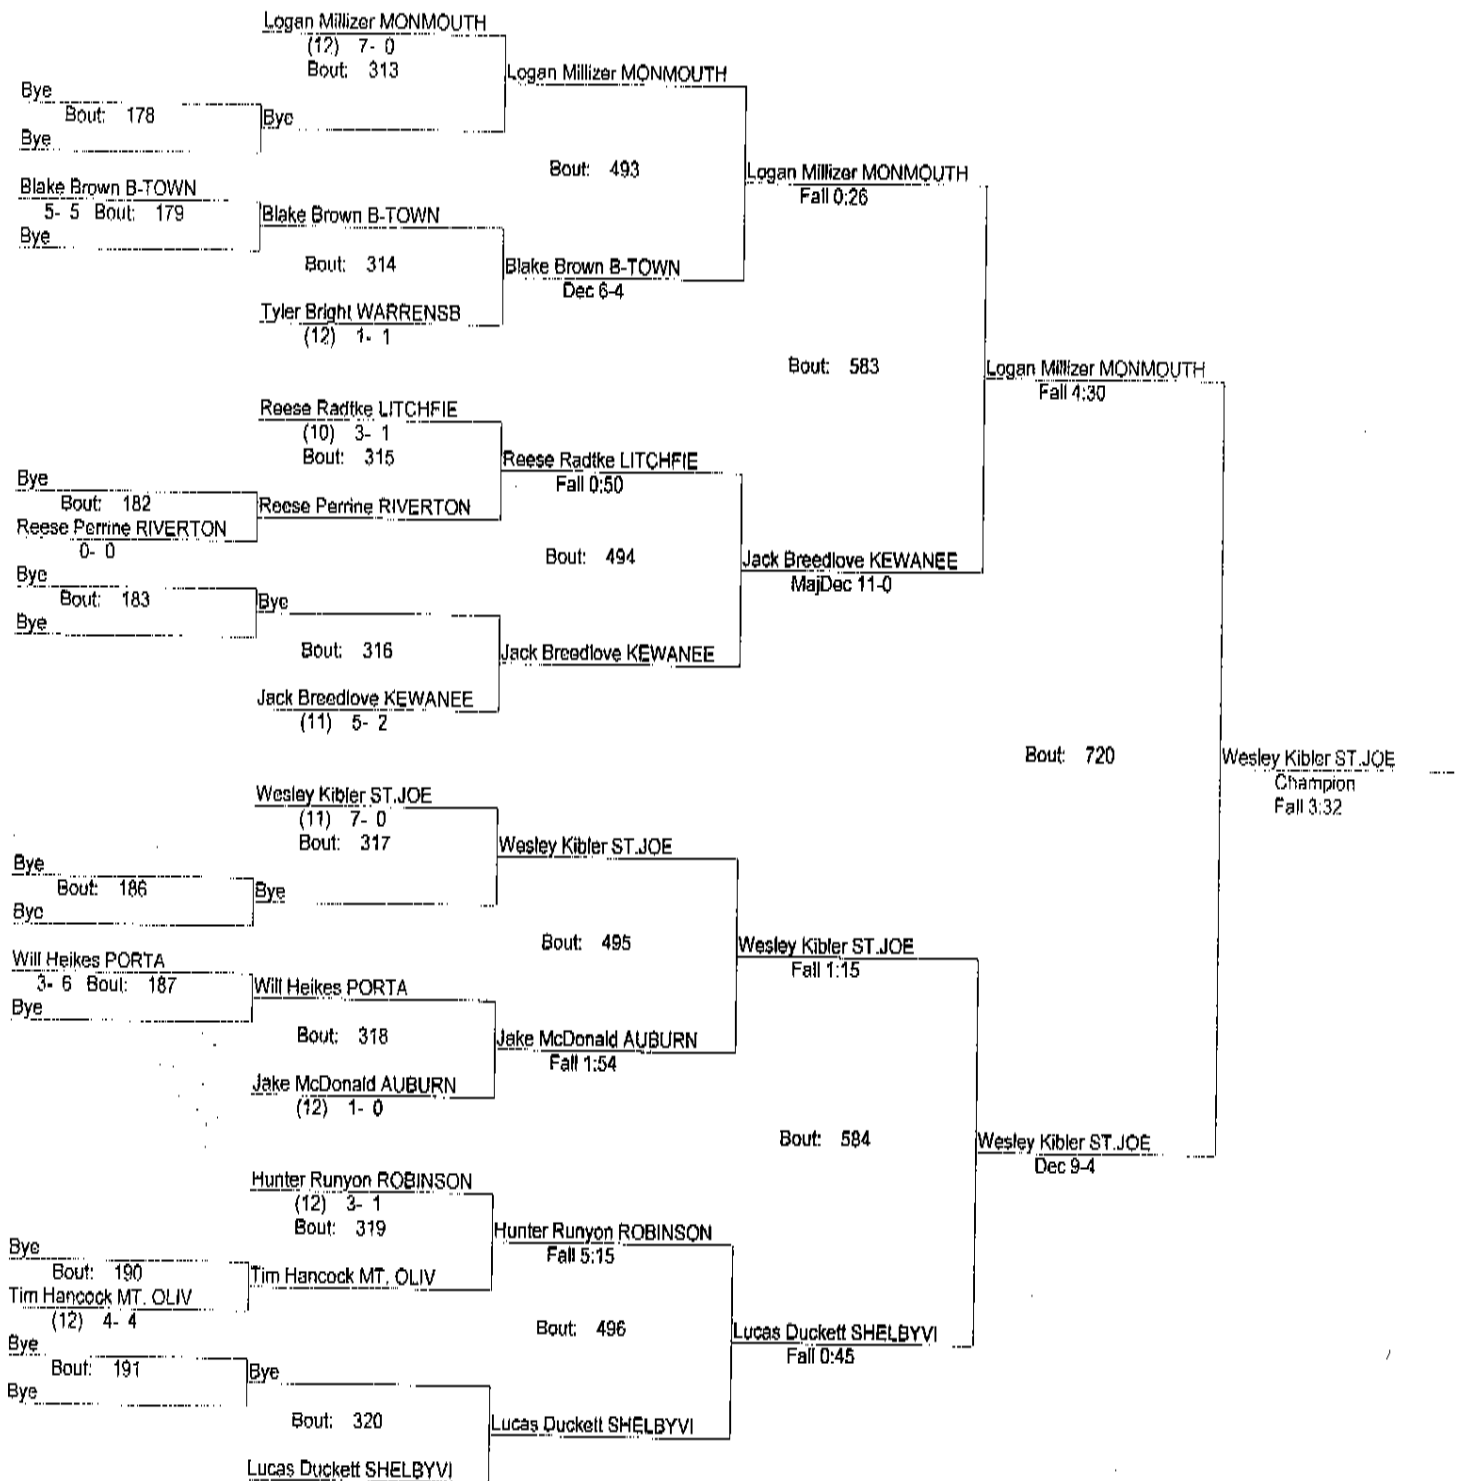 Logan Millizer MONMOUTH
(12) 7- 0
Bout: 313
Logan Millizer MONMOUTH
Bye
Bout: 178
Bye
Bye
Bout: 493
Logan Millizer MONMOUTH
Fall 0:26
Blake Brown B-TOWN
5- 5 Bout: 179
Blake Brown B-TOWN
Bye
Bout: 314
Blake Brown B-TOWN
Dec 6-4
Tyler Bright WARRENSB
(12) 1- 1
Bout: 583
Logan Millizer MONMOUTH
Fall 4:30
Reese Radtke LITCHFIE
(10) 3- 1
Bout: 315
Reese Radtke LITCHFIE
Fall 0:50
Bye
Bout: 182
Reese Perrine RIVERTON
Reese Perrine RIVERTON
0- 0
Bout: 494
Jack Breedlove KEWANEE
MajDec 11-0
Bye
Bout: 183
Bye
Bye
Bout: 316
Jack Breedlove KEWANEE
Jack Breedlove KEWANEE
(11) 5- 2
Bout: 720
Wesley Kibler ST.JOE
Champion
Fall 3:32
Wesley Kibler ST.JOE
(11) 7- 0
Bout: 317
Wesley Kibler ST.JOE
Bye
Bout: 186
Bye
Bye
Bout: 495
Wesley Kibler ST.JOE
Fall 1:15
Will Heikes PORTA
3- 6 Bout: 187
Will Heikes PORTA
Bye
Bout: 318
Jake McDonald AUBURN
Fall 1:54
Jake McDonald AUBURN
(12) 1- 0
Bout: 584
Wesley Kibler ST.JOE
Dec 9-4
Hunter Runyon ROBINSON
(12) 3- 1
Bout: 319
Hunter Runyon ROBINSON
Fall 5:15
Bye
Bout: 190
Tim Hancock MT. OLIV
Tim Hancock MT. OLIV
(12) 4- 4
Bout: 496
Lucas Duckett SHELBYVI
Fall 0:45
Bye
Bout: 191
Bye
Bye
Bout: 320
Lucas Duckett SHELBYVI
Lucas Duckett SHELBYVI